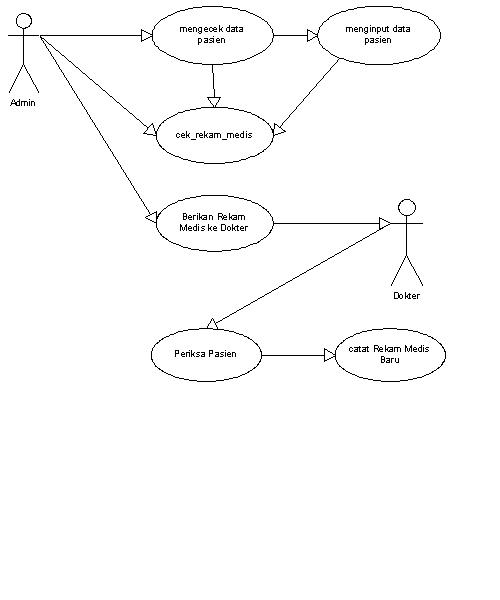 mengecek data
pasien
menginput data
pasien
Admin
cek_rekam_medis
Berikan Rekam
Medis ke Dokter
Dokter
Periksa Pasien
catat Rekam Medis
Baru